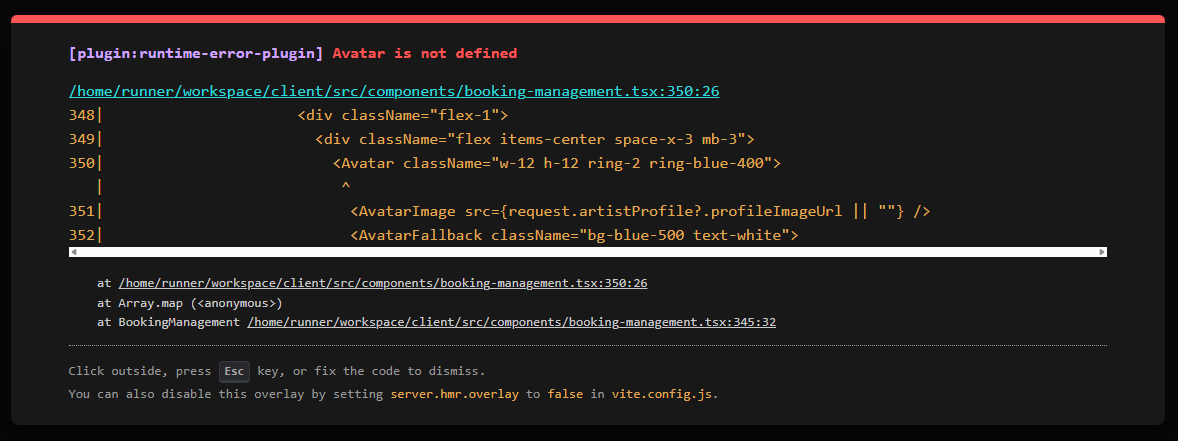 [plugin:runtime-error-plugin] Avatar is not defined
/home/runner/workspace/client/src/components/booking-management.tsx:350:26
348|                      <div className="flex-1">
349|                        <div className="flex items-center space-x-3 mb-3">
350|                          <Avatar className="w-12 h-12 ring-2 ring-blue-400">
   |                           ^
351|                            <AvatarImage src={request.artistProfile?.profileImageUrl || ""} />
352|                            <AvatarFallback className="bg-blue-500 text-white">
at /home/runner/workspace/client/src/components/booking-management.tsx:350:26
at Array.map (<anonymous>)
at BookingManagement /home/runner/workspace/client/src/components/booking-management.tsx:345:32
Click outside, press Esc key, or fix the code to dismiss.
You can also disable this overlay by setting server.hmr.overlay to false in vite.config.js.